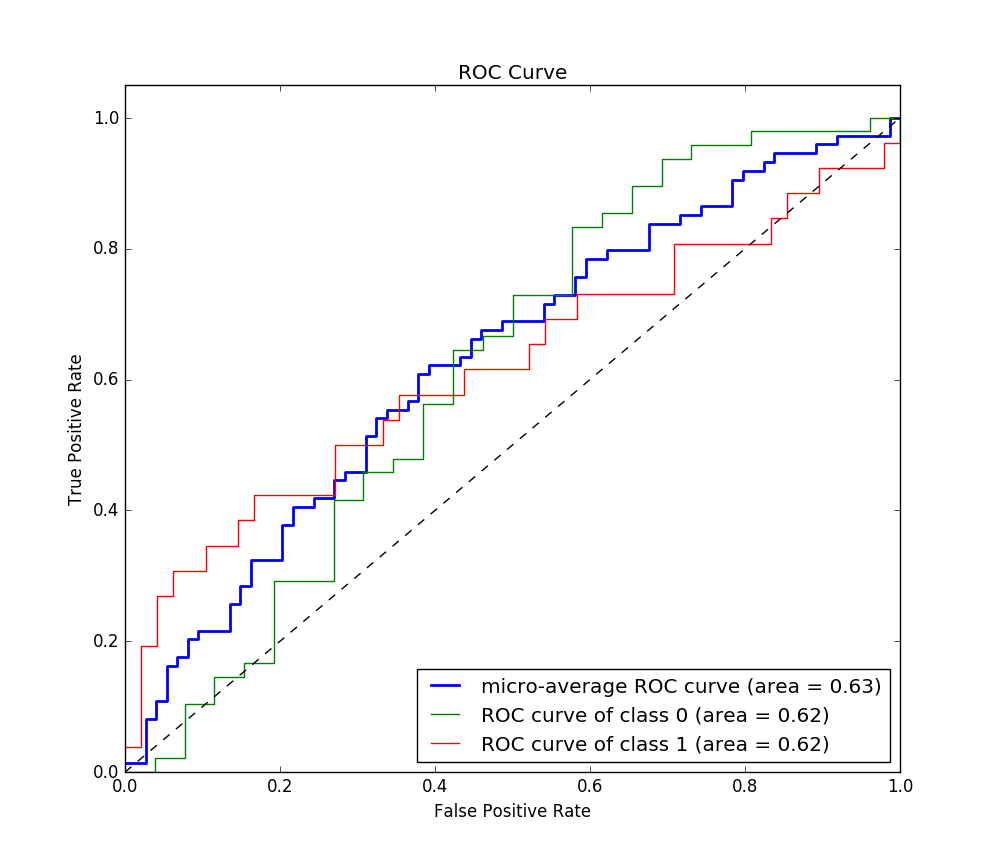 ROC Curve
1.0
0.8
0.6
0.4
0.2
0.0
True Positive Rate
micro-average ROC curve (area = 0.63)
ROC curve of class 0 (area = 0.62)
ROC curve of class 1 (area = 0.62)
0.0 0.2 0.4 0.6 0.8 1.0
False Positive Rate